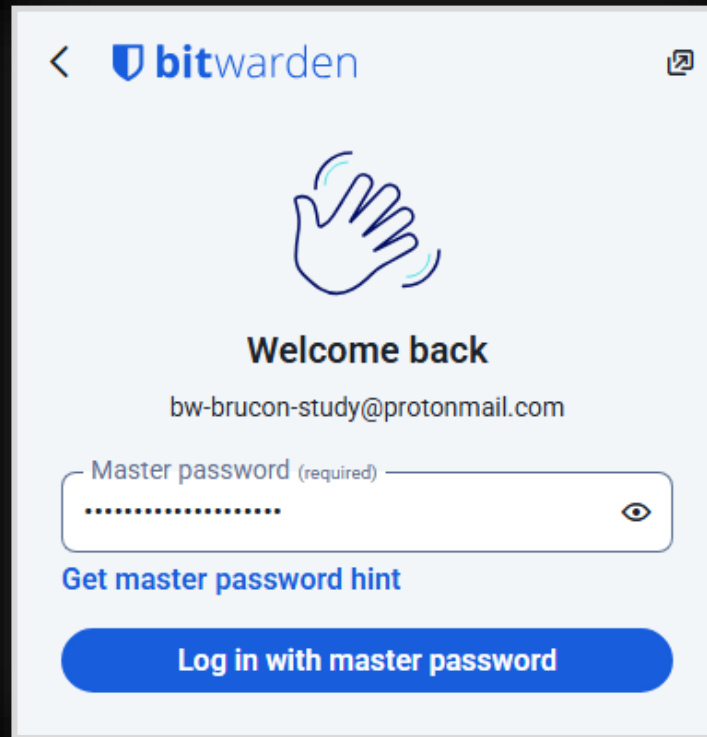 bitwarden
Welcome back
bw-brucon-study@protonmail.com
Master password (required)
••••••••••••••••••••
Get master password hint
Log in with master password